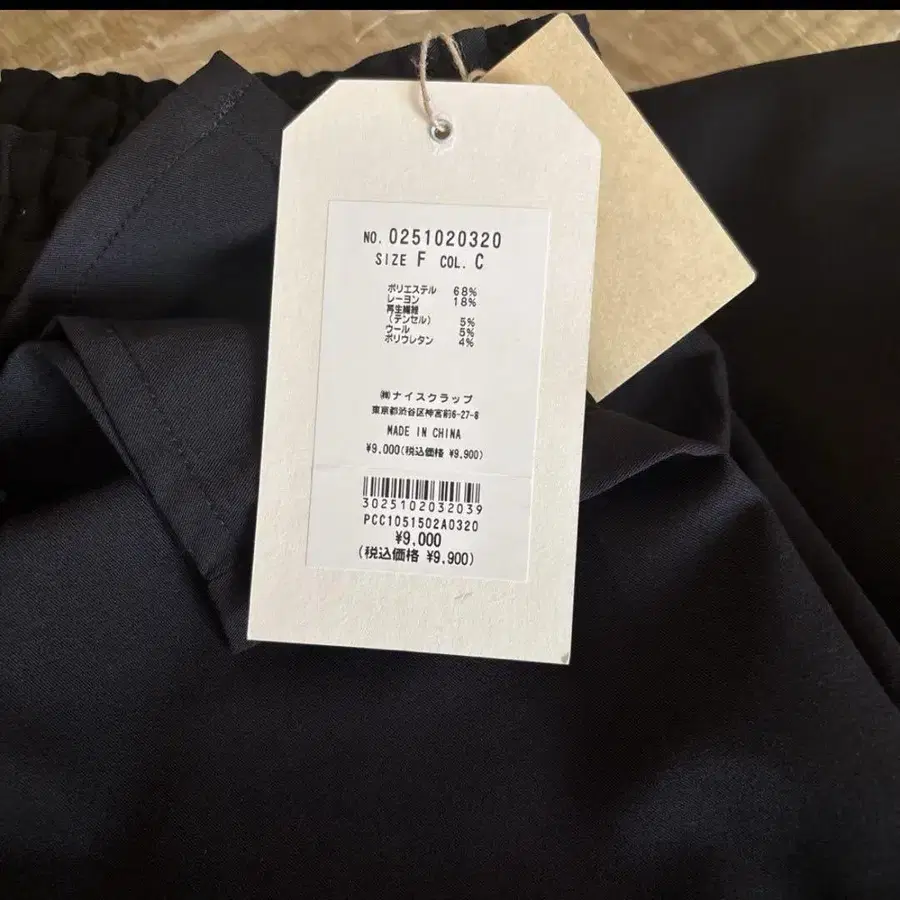 NO. 0251020320
SIZE F COL. C
ポリエステル 68%
レーヨン 18%
再生繊維
(テンセル) 5%
ウール 5%
ポリウレタン 4%
㈱ナイスクラップ
東京都渋谷区神宮前6-27-8
MADE IN CHINA
¥9,000(税込価格 ¥9,900)
3025102032039
PCC1051502A0320
¥9,000
(税込価格 ¥9,900)